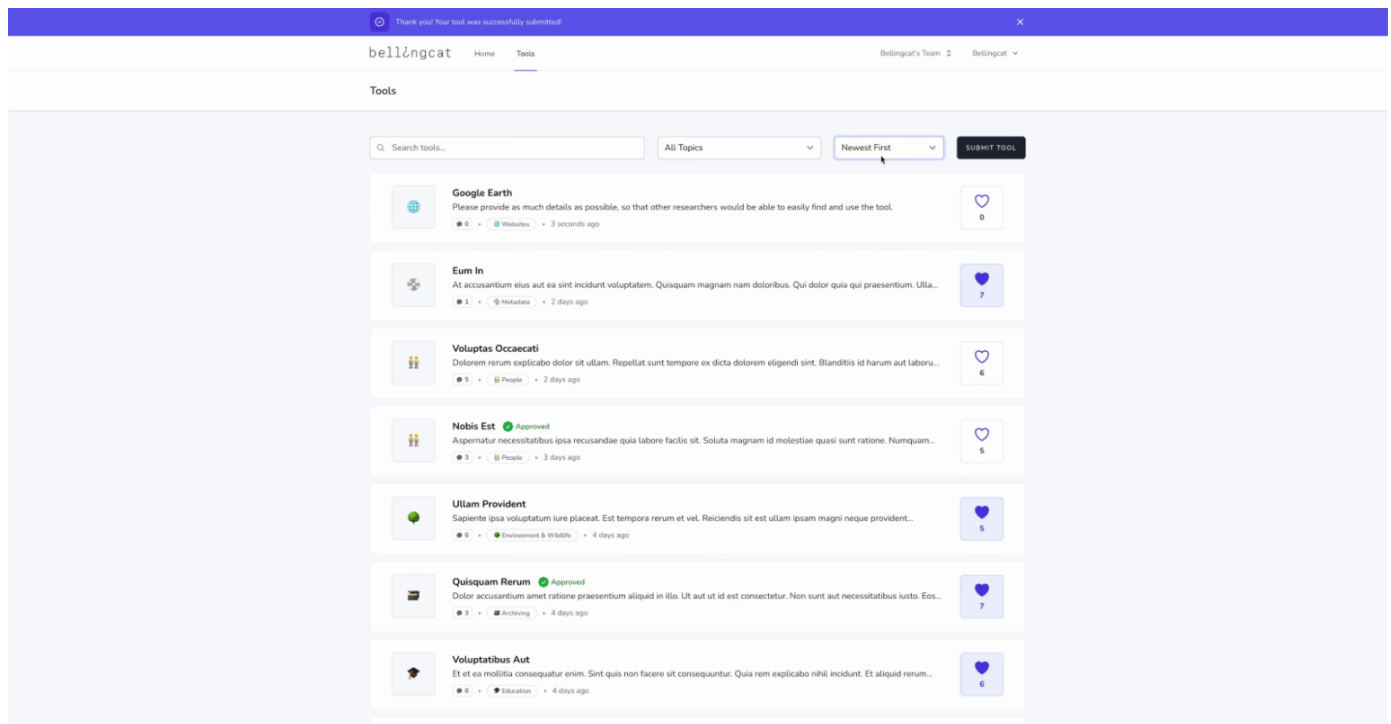 Thank you! Your tool was successfully submitted!
bellingcat Home Tools Bellingcat's Team Bellingcat
Tools
Search tools... All Topics Newest First SUBMIT TOOL
Google Earth
Please provide as much details as possible, so that other researchers would be able to easily find and use the tool.
0 • Websites • 3 seconds ago
0
Eum In
At accusantium eius aut ea sint incidunt voluptatem. Quisquam magnam nam doloribus. Qui dolor quia qui praesentium. Ulla...
1 • Metadata • 2 days ago
7
Voluptas Occaecati
Dolorem rerum explicabo dolor sit ullam. Repellat sunt tempore ex dicta dolorem eligendi sint. Blanditiis id harum aut laboru...
5 • People • 2 days ago
6
Nobis Est Approved
Aspernatur necessitatibus ipsa recusandae quia labore facilis sit. Soluta magnam id molestiae quasi sunt ratione. Numquam...
3 • People • 3 days ago
5
Ullam Provident
Sapiente ipsa voluptatum iure placeat. Est tempora rerum et vel. Reiciendis sit est ullam ipsam magni neque provident...
6 • Environment & Wildlife • 4 days ago
5
Quisquam Rerum Approved
Dolor accusantium amet ratione praesentium aliquid in illo. Ut aut ut id est consectetur. Non sunt aut necessitatibus iusto. Eos...
3 • Archiving • 4 days ago
7
Voluptatibus Aut
Et et ea mollitia consequatur enim. Sint quis non facere sit consequuntur. Quia rem explicabo nihil incidunt. Et aliquid rerum...
6 • Education • 4 days ago
6